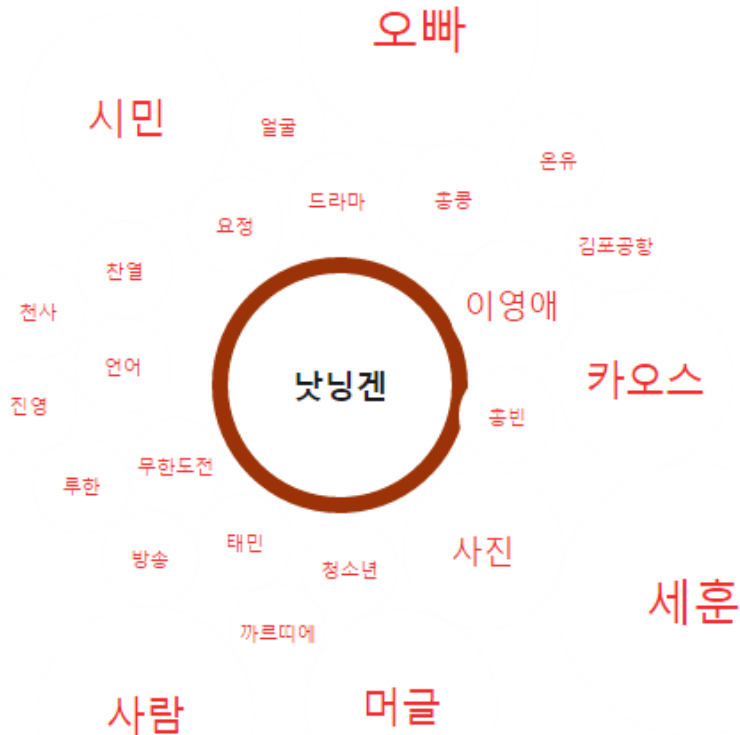 오빠
시민
얼굴
온유
드라마
홍콩
요정
김포공항
찬열
이영애
천사
언어
낫닝겐
카오스
진영
홍빈
무한도전
루한
태민
사진
방송
청소년
세훈
까르띠에
사람
머글